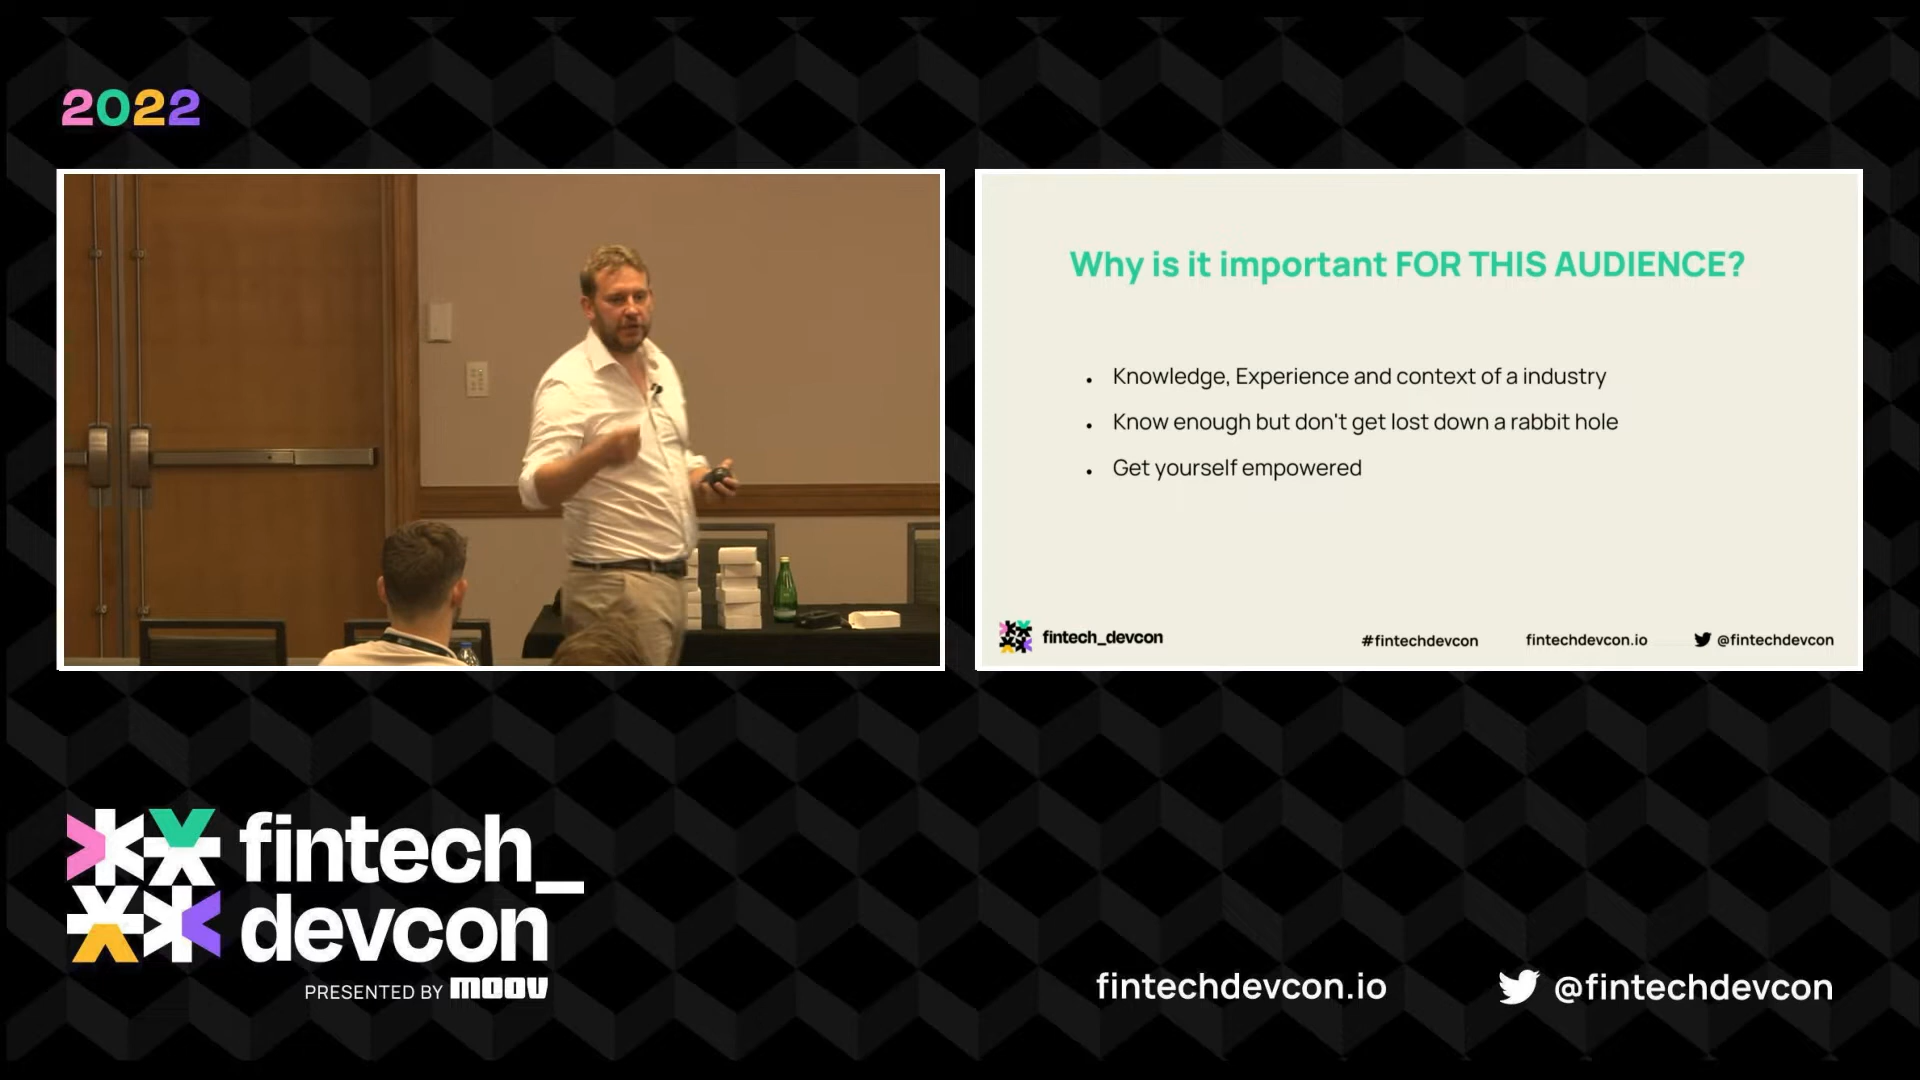 2022
Why is it important FOR THIS AUDIENCE?
• Knowledge, Experience and context of a industry
• Know enough but don't get lost down a rabbit hole
• Get yourself empowered
fintech_devcon
#fintechdevcon
fintechdevcon.io
@fintechdevcon
fintech_
devcon
PRESENTED BY MOOV
fintechdevcon.io
@fintechdevcon